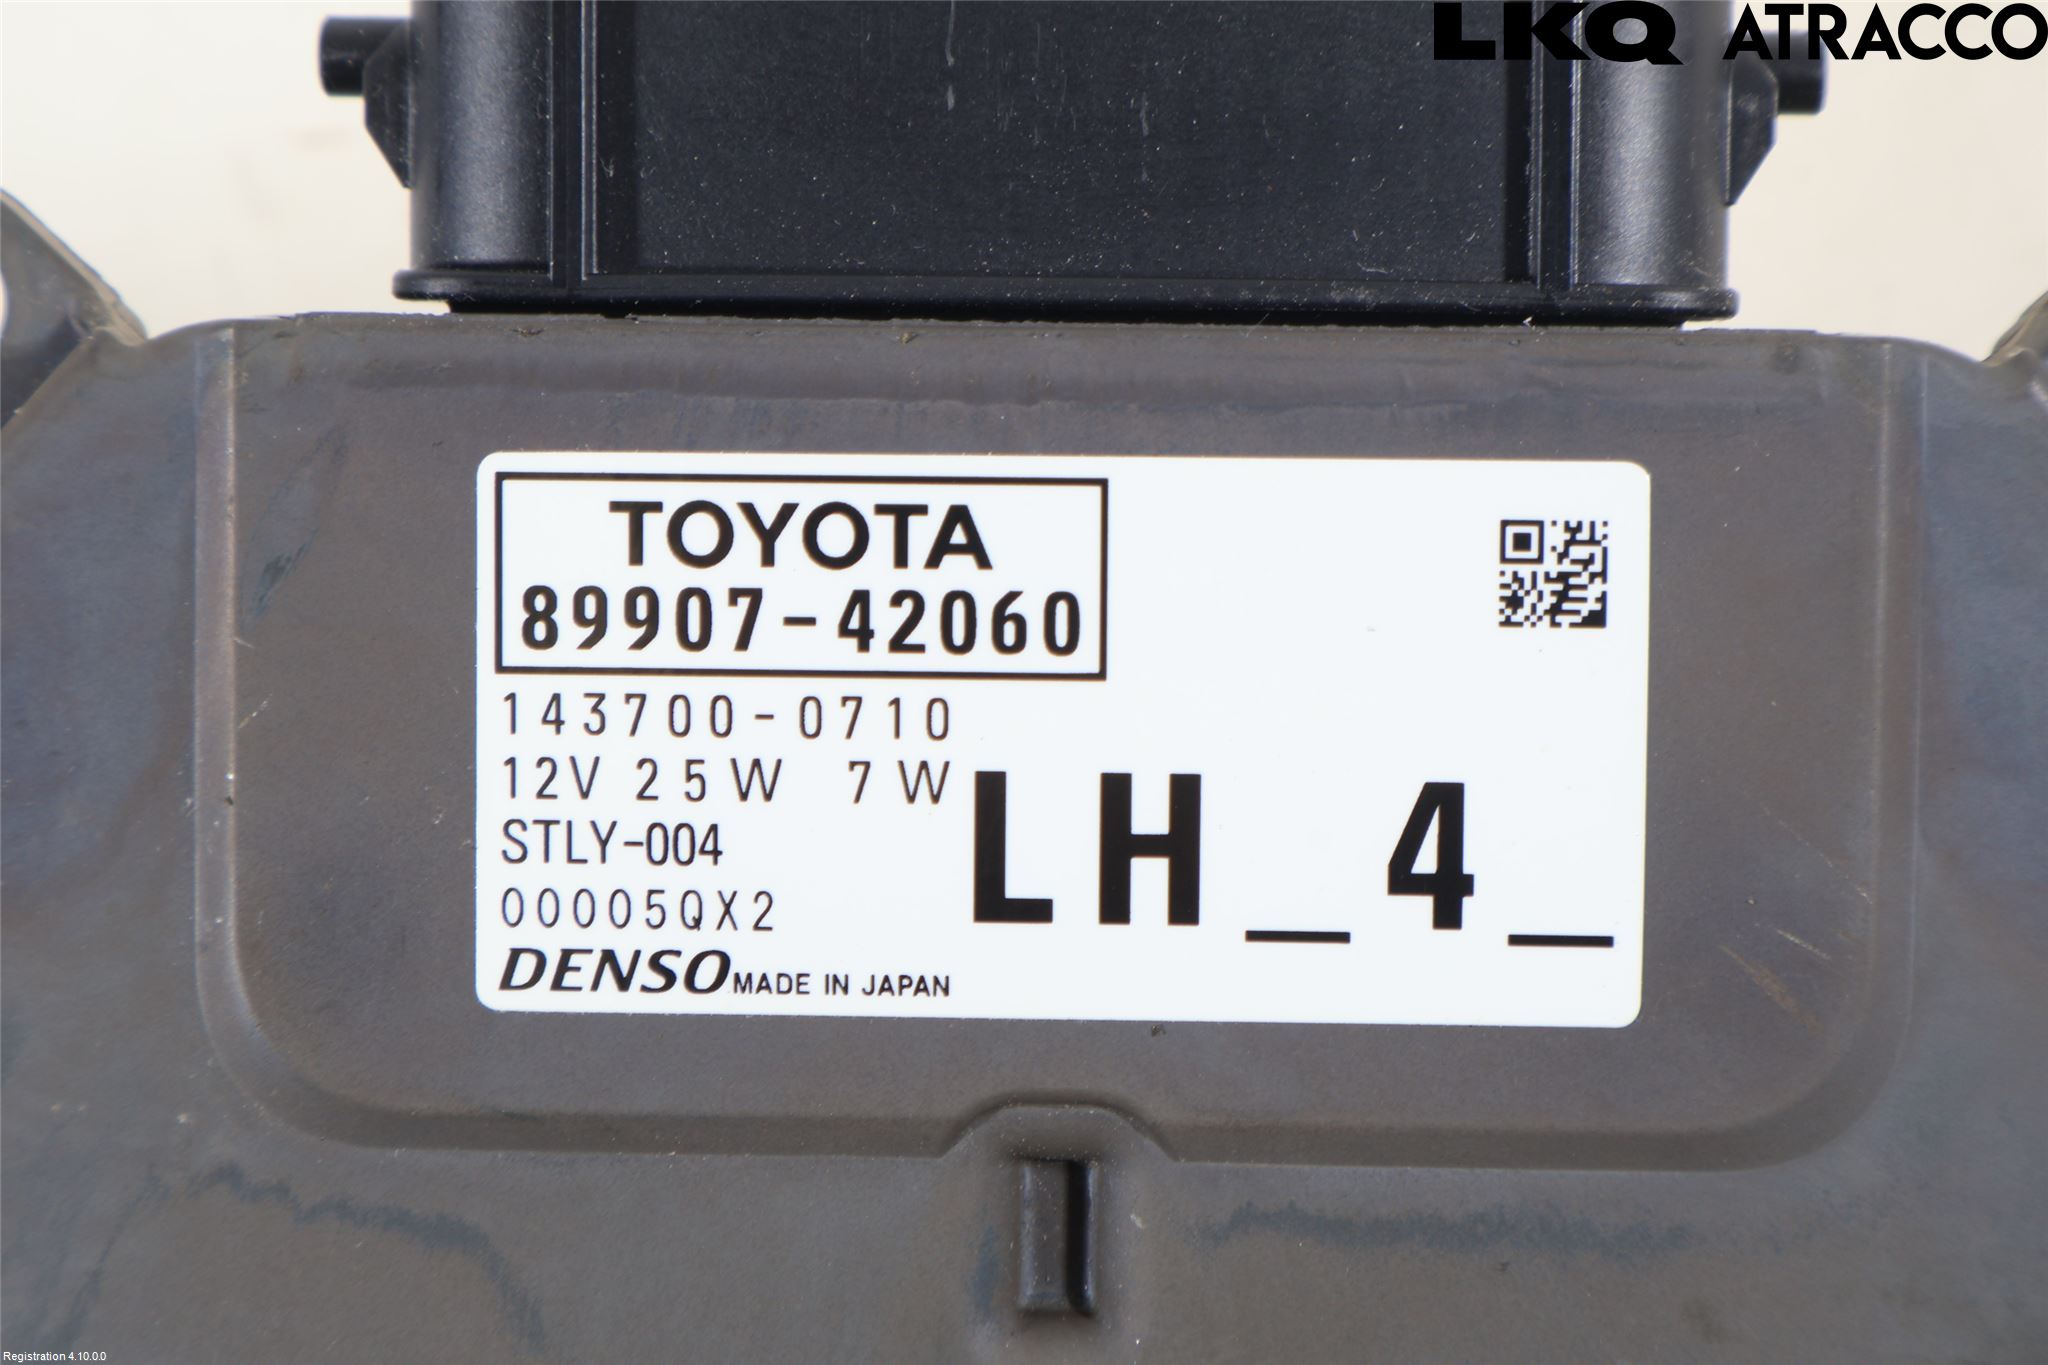 LKQ ATRACCO
TOYOTA
89907-42060
143700-0710
12V 25W 7W
STLY-004
00005QX2
DENSO MADE IN JAPAN
LH_4_
Registration 4.10.0.0